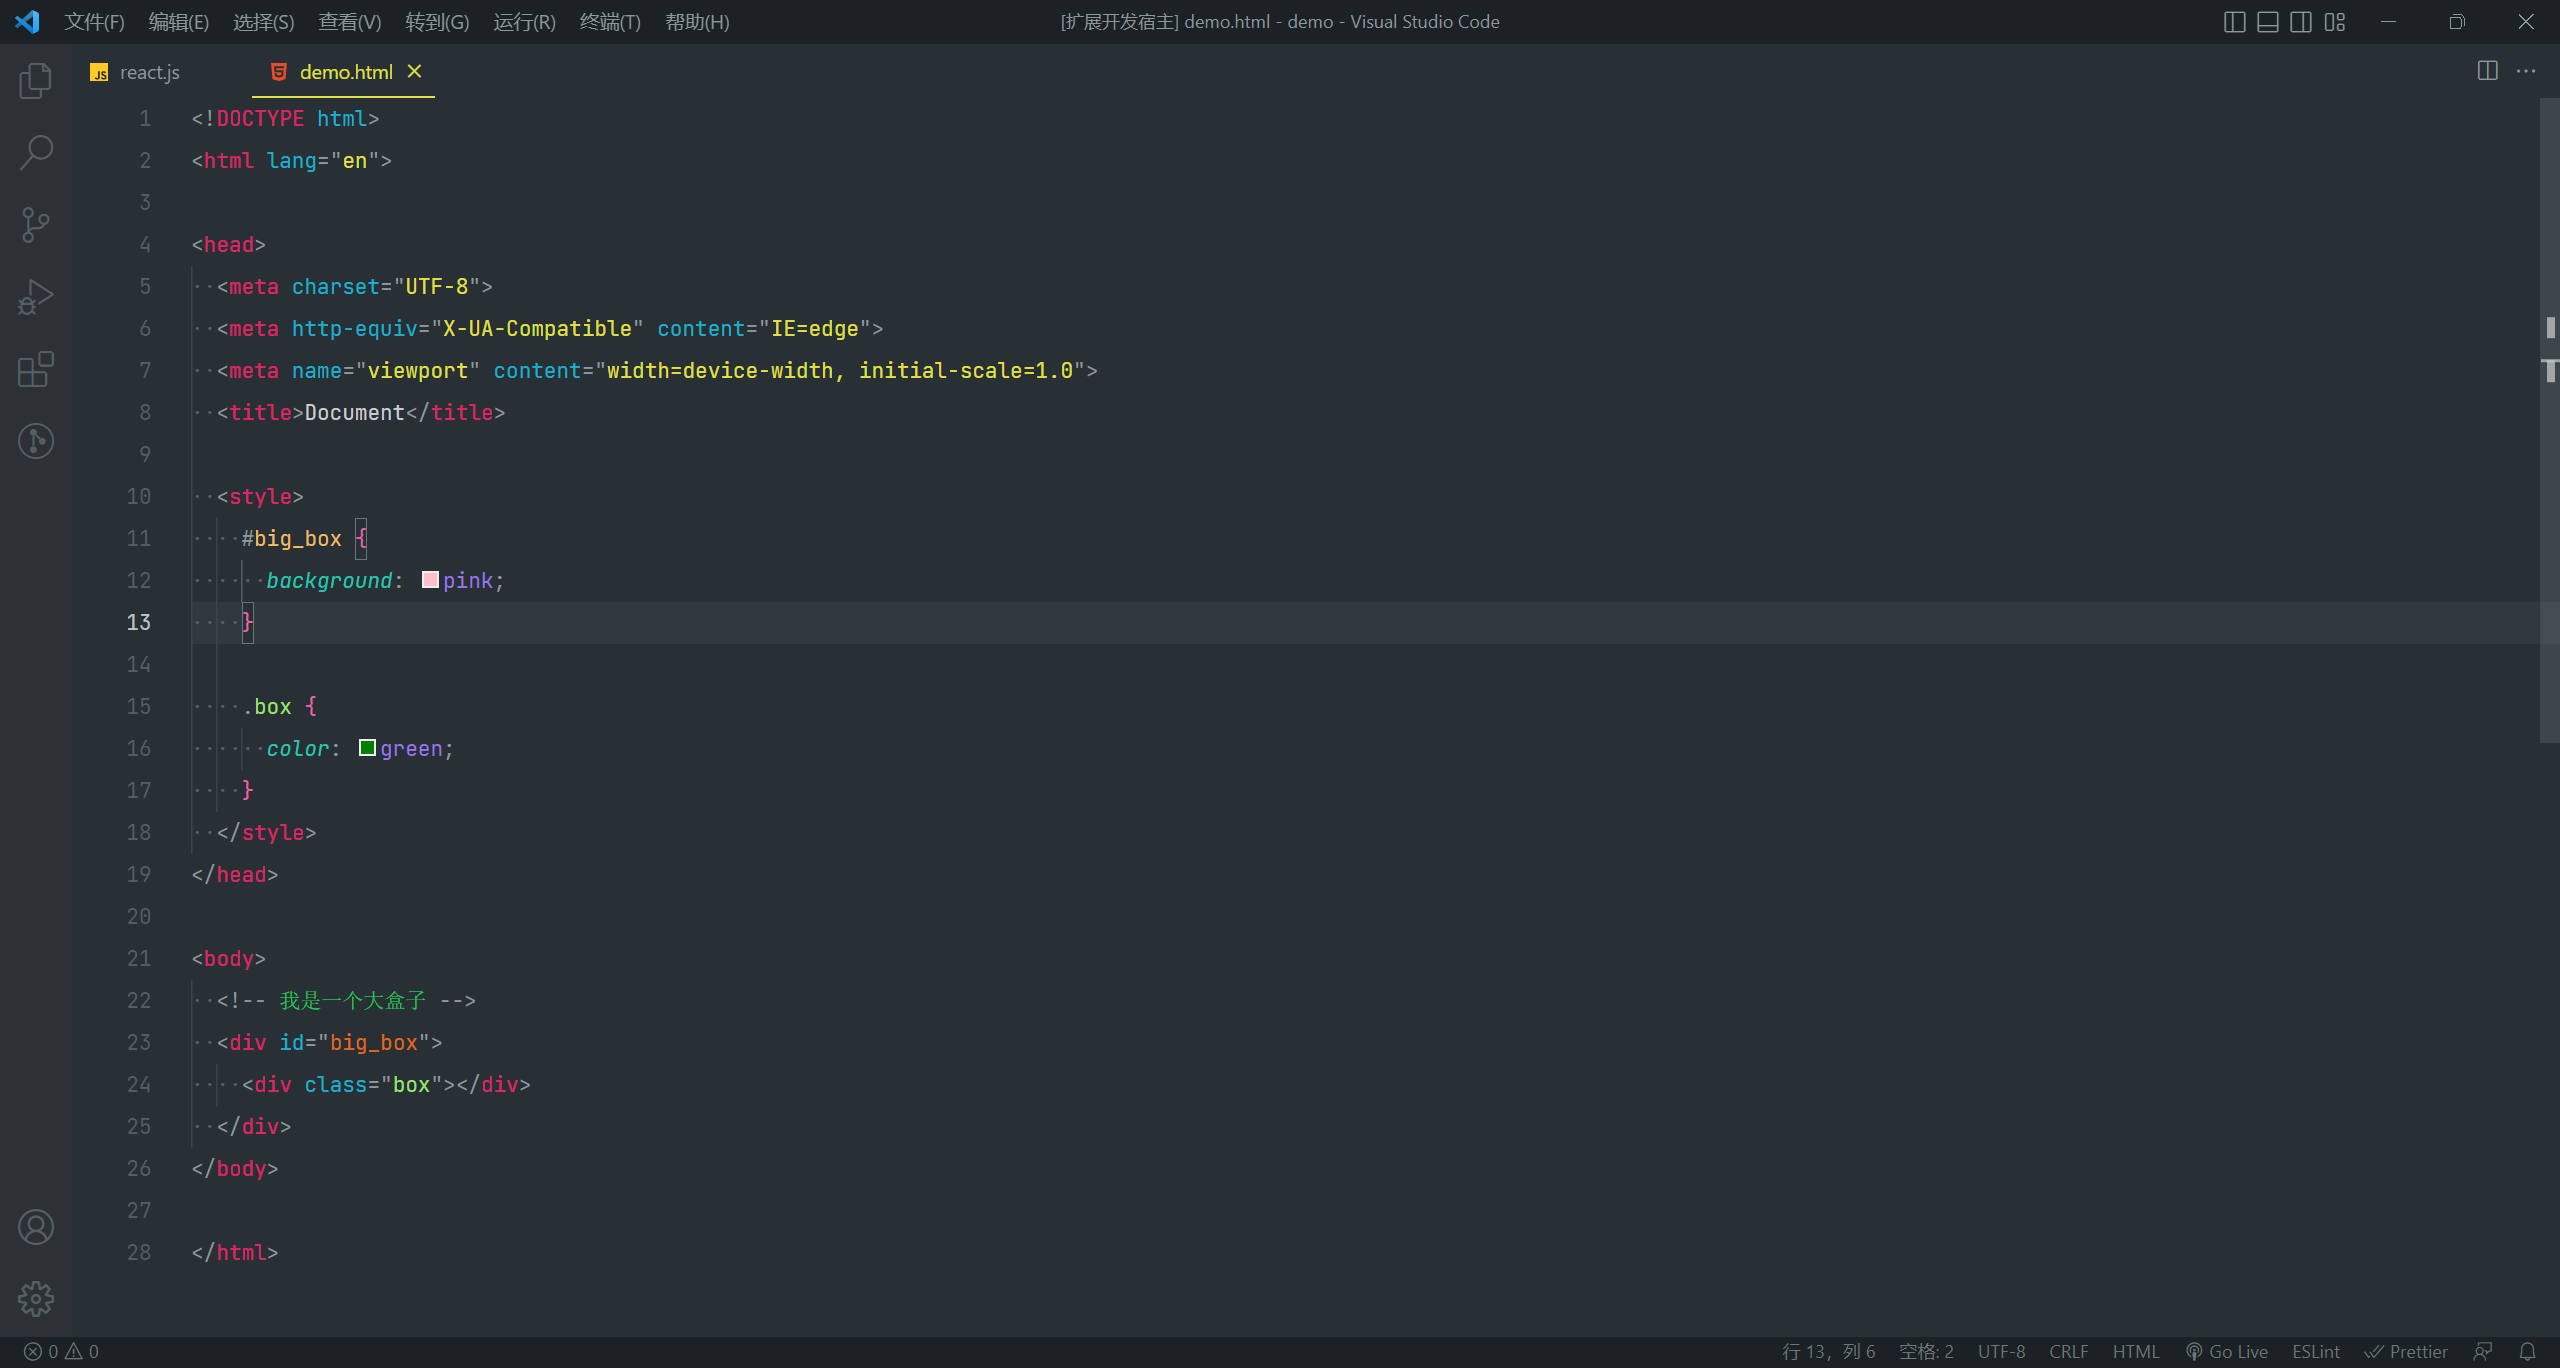 文件(F) 编辑(E) 选择(S) 查看(V) 转到(G) 运行(R) 终端(T) 帮助(H) [扩展开发宿主] demo.html - demo - Visual Studio Code
JS react.js demo.html
1 <!DOCTYPE html>
2 <html lang="en">
3
4 <head>
5   <meta charset="UTF-8">
6   <meta http-equiv="X-UA-Compatible" content="IE=edge">
7   <meta name="viewport" content="width=device-width, initial-scale=1.0">
8   <title>Document</title>
9
10   <style>
11     #big_box {
12       background: pink;
13     }
14
15     .box {
16       color: green;
17     }
18   </style>
19 </head>
20
21 <body>
22   <!-- 我是一个大盒子 -->
23   <div id="big_box">
24     <div class="box"></div>
25   </div>
26 </body>
27
28 </html>
0 0 行 13，列 6 空格: 2 UTF-8 CRLF HTML Go Live ESLint Prettier